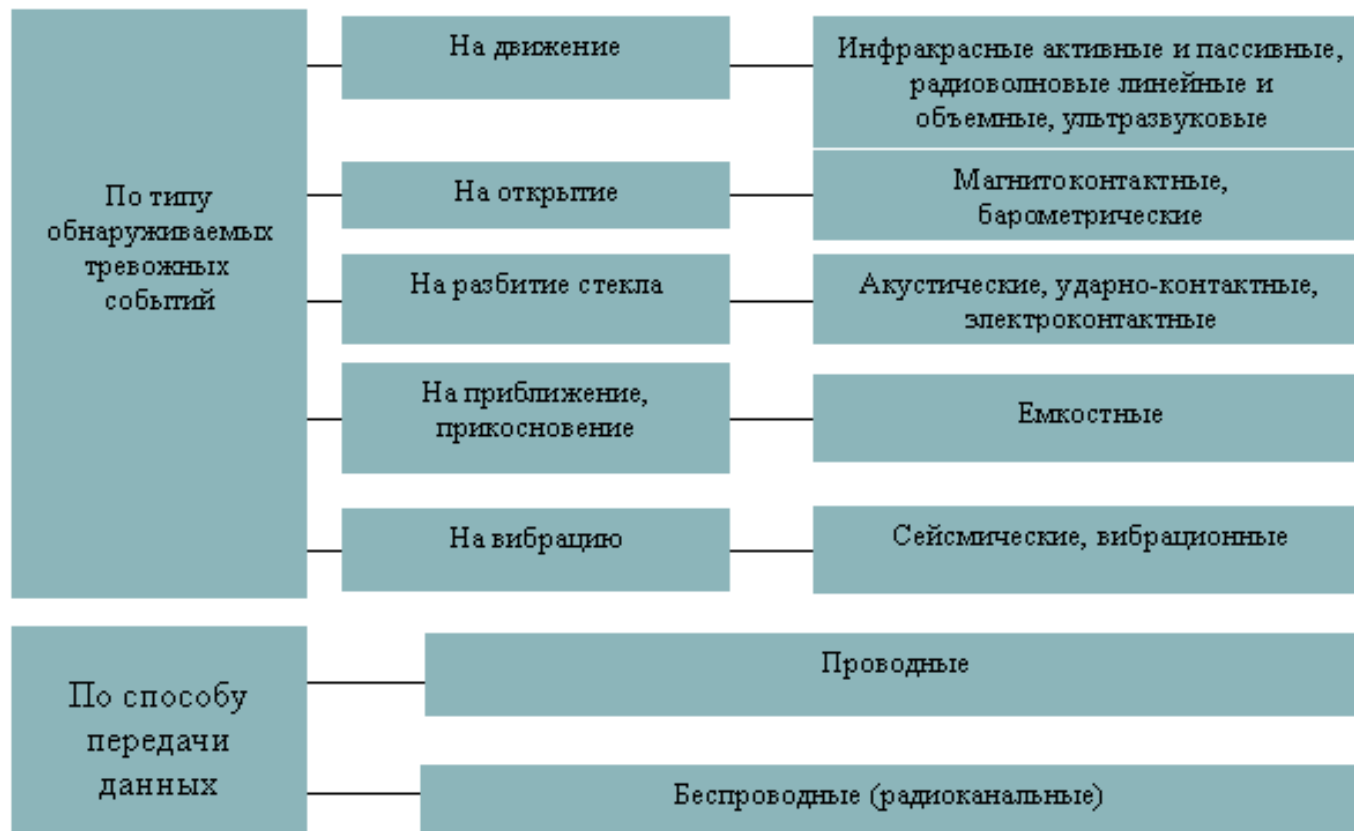 По типу
обнаруживаемых
тревожных
событий
На движение
Инфракрасные активные и пассивные,
радиоволновые линейные и
объемные, ультразвуковые
На открытие
Магнитоконтактные,
барометрические
На разбитие стекла
Акустические, ударно-контактные,
электроконтактные
На приближение,
прикосновение
Емкостные
На вибрацию
Сейсмические, вибрационные
По способу
передачи
данных
Проводные
Беспроводные (радиоканальные)